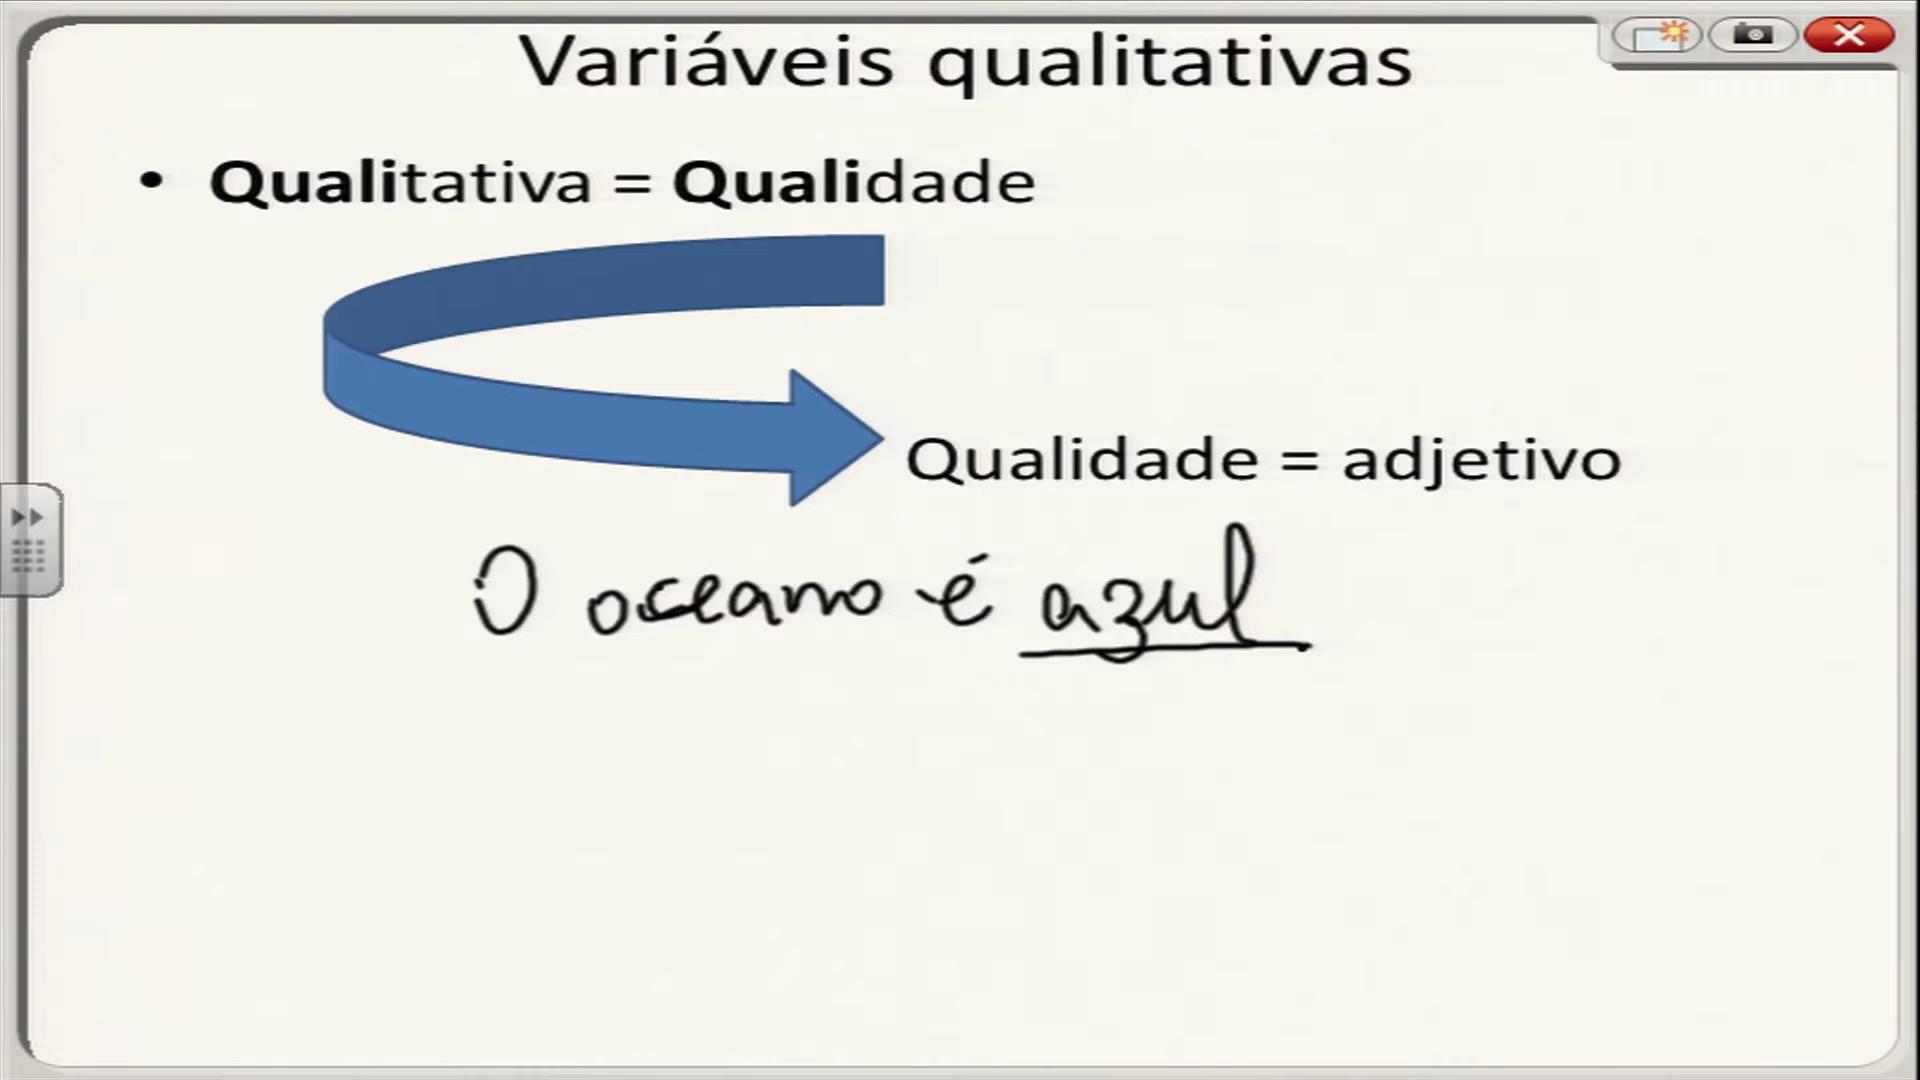 Variáveis qualitativas
• Qualitativa = Qualidade
Qualidade = adjetivo
O oceano é azul